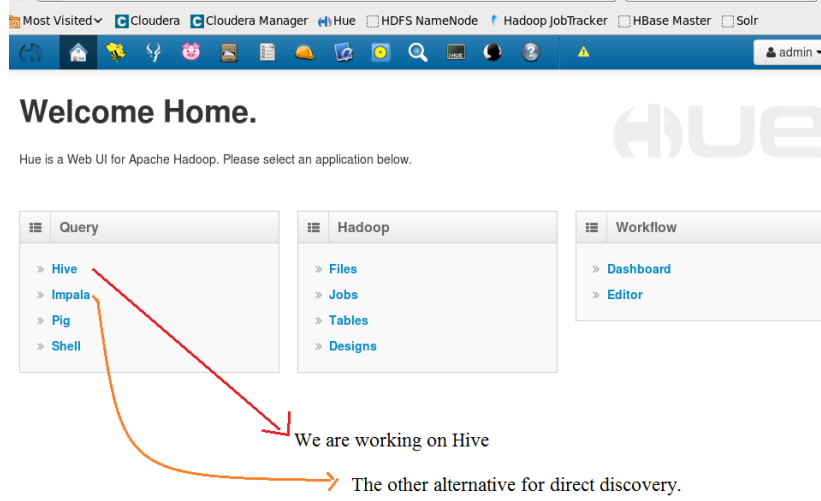 Most Visited Cloudera Cloudera Manager Hue HDFS NameNode Hadoop JobTracker HBase Master Solr
admin
Welcome Home.
HUE
Hue is a Web UI for Apache Hadoop. Please select an application below.
Query
Hive
Impala
Pig
Shell
Hadoop
Files
Jobs
Tables
Designs
Workflow
Dashboard
Editor
We are working on Hive
The other alternative for direct discovery.